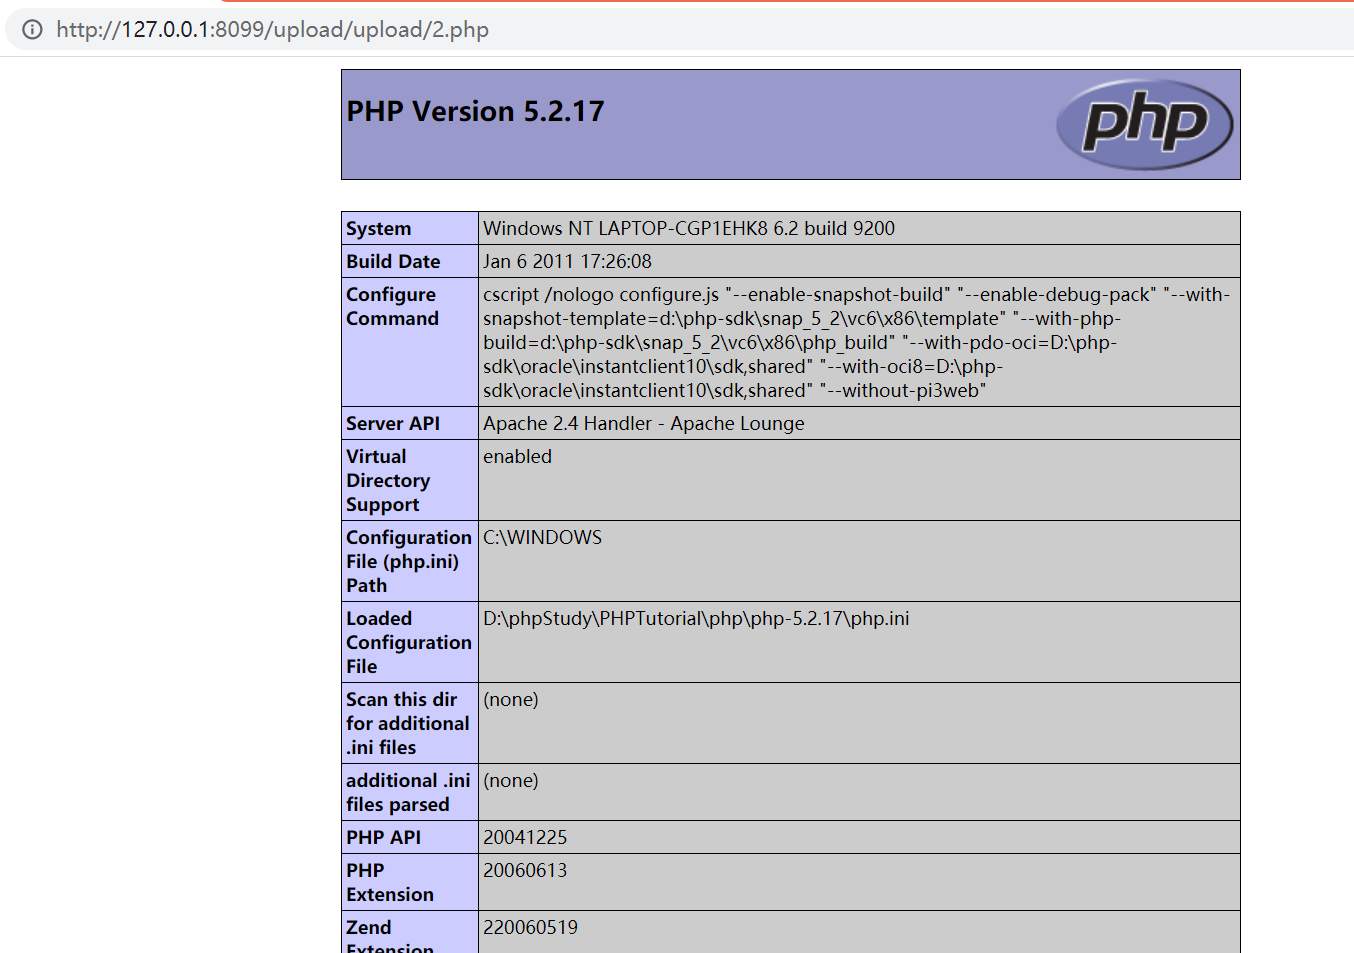 http://127.0.0.1:8099/upload/upload/2.php
PHP Version 5.2.17
php
System
Windows NT LAPTOP-CGP1EHK8 6.2 build 9200
Build Date
Jan 6 2011 17:26:08
Configure
Command
cscript /nologo configure.js "--enable-snapshot-build" "--enable-debug-pack" "--with-
snapshot-template=d:\php-sdk\snap_5_2\vc6\x86\template" "--with-php-
build=d:\php-sdk\snap_5_2\vc6\x86\php_build" "--with-pdo-oci=D:\php-
sdk\oracle\instantclient10\sdk,shared" "--with-oci8=D:\php-
sdk\oracle\instantclient10\sdk,shared" "--without-pi3web"
Server API
Apache 2.4 Handler - Apache Lounge
Virtual
Directory
Support
enabled
Configuration
File (php.ini)
Path
C:\WINDOWS
Loaded
Configuration
File
D:\phpStudy\PHPTutorial\php\php-5.2.17\php.ini
Scan this dir
for additional
.ini files
(none)
additional .ini
files parsed
(none)
PHP API
20041225
PHP
Extension
20060613
Zend
Extension
220060519